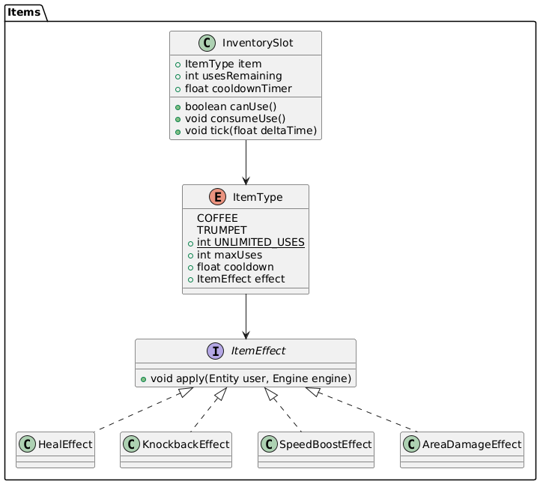 Items
C InventorySlot
ItemType item
int usesRemaining
float cooldownTimer
boolean canUse()
void consumeUse()
void tick(float deltaTime)
E ItemType
COFFEE
TRUMPET
int UNLIMITED_USES
int maxUses
float cooldown
ItemEffect effect
I ItemEffect
void apply(Entity user, Engine engine)
C HealEffect
C KnockbackEffect
C SpeedBoostEffect
C AreaDamageEffect